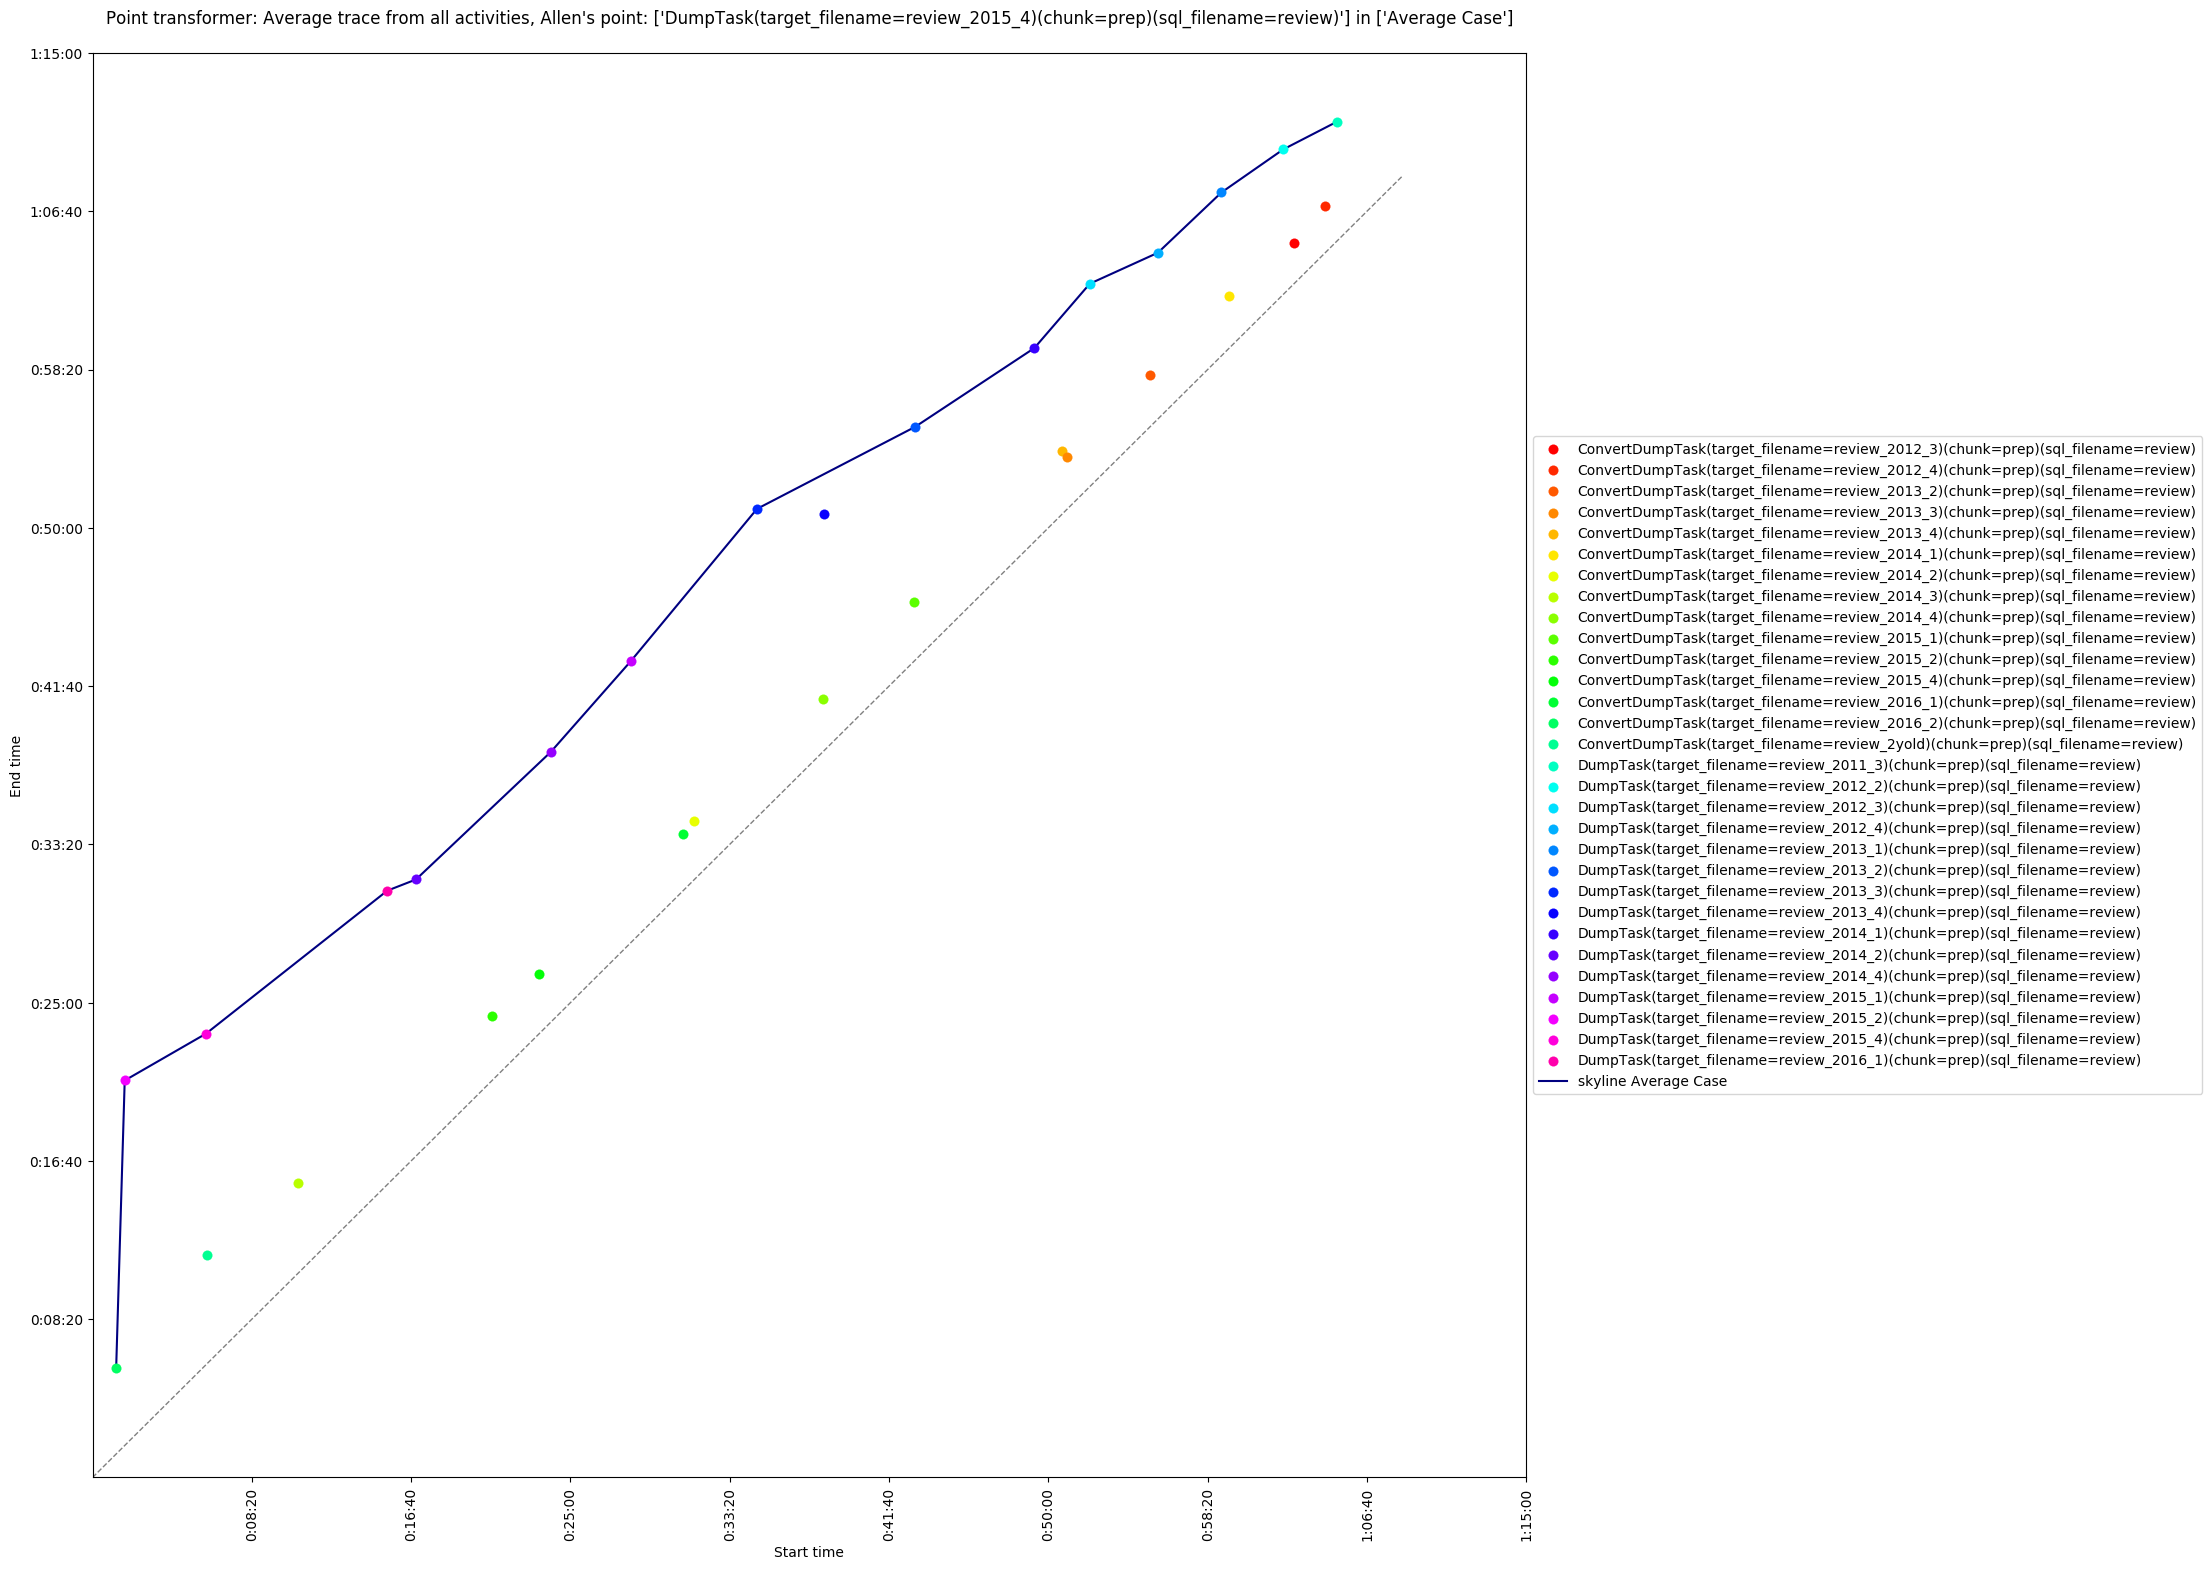 Point transformer: Average trace from all activities, Allen's point: ['DumpTask(target_filename=review_2015_4)(chunk=prep)(sql_filename=review)'] in ['Average Case']
1:15:00
1:06:40
0:58:20
0:50:00
0:41:40
0:33:20
0:25:00
0:16:40
0:08:20
End time
0:08:20
0:16:40
0:25:00
0:33:20
0:41:40
0:50:00
0:58:20
1:06:40
1:15:00
Start time
ConvertDumpTask(target_filename=review_2012_3)(chunk=prep)(sql_filename=review)
ConvertDumpTask(target_filename=review_2012_4)(chunk=prep)(sql_filename=review)
ConvertDumpTask(target_filename=review_2013_2)(chunk=prep)(sql_filename=review)
ConvertDumpTask(target_filename=review_2013_3)(chunk=prep)(sql_filename=review)
ConvertDumpTask(target_filename=review_2013_4)(chunk=prep)(sql_filename=review)
ConvertDumpTask(target_filename=review_2014_1)(chunk=prep)(sql_filename=review)
ConvertDumpTask(target_filename=review_2014_2)(chunk=prep)(sql_filename=review)
ConvertDumpTask(target_filename=review_2014_3)(chunk=prep)(sql_filename=review)
ConvertDumpTask(target_filename=review_2014_4)(chunk=prep)(sql_filename=review)
ConvertDumpTask(target_filename=review_2015_1)(chunk=prep)(sql_filename=review)
ConvertDumpTask(target_filename=review_2015_2)(chunk=prep)(sql_filename=review)
ConvertDumpTask(target_filename=review_2015_4)(chunk=prep)(sql_filename=review)
ConvertDumpTask(target_filename=review_2016_1)(chunk=prep)(sql_filename=review)
ConvertDumpTask(target_filename=review_2016_2)(chunk=prep)(sql_filename=review)
ConvertDumpTask(target_filename=review_2yold)(chunk=prep)(sql_filename=review)
DumpTask(target_filename=review_2011_3)(chunk=prep)(sql_filename=review)
DumpTask(target_filename=review_2012_2)(chunk=prep)(sql_filename=review)
DumpTask(target_filename=review_2012_3)(chunk=prep)(sql_filename=review)
DumpTask(target_filename=review_2012_4)(chunk=prep)(sql_filename=review)
DumpTask(target_filename=review_2013_1)(chunk=prep)(sql_filename=review)
DumpTask(target_filename=review_2013_2)(chunk=prep)(sql_filename=review)
DumpTask(target_filename=review_2013_3)(chunk=prep)(sql_filename=review)
DumpTask(target_filename=review_2013_4)(chunk=prep)(sql_filename=review)
DumpTask(target_filename=review_2014_1)(chunk=prep)(sql_filename=review)
DumpTask(target_filename=review_2014_2)(chunk=prep)(sql_filename=review)
DumpTask(target_filename=review_2014_4)(chunk=prep)(sql_filename=review)
DumpTask(target_filename=review_2015_1)(chunk=prep)(sql_filename=review)
DumpTask(target_filename=review_2015_2)(chunk=prep)(sql_filename=review)
DumpTask(target_filename=review_2015_4)(chunk=prep)(sql_filename=review)
DumpTask(target_filename=review_2016_1)(chunk=prep)(sql_filename=review)
skyline Average Case